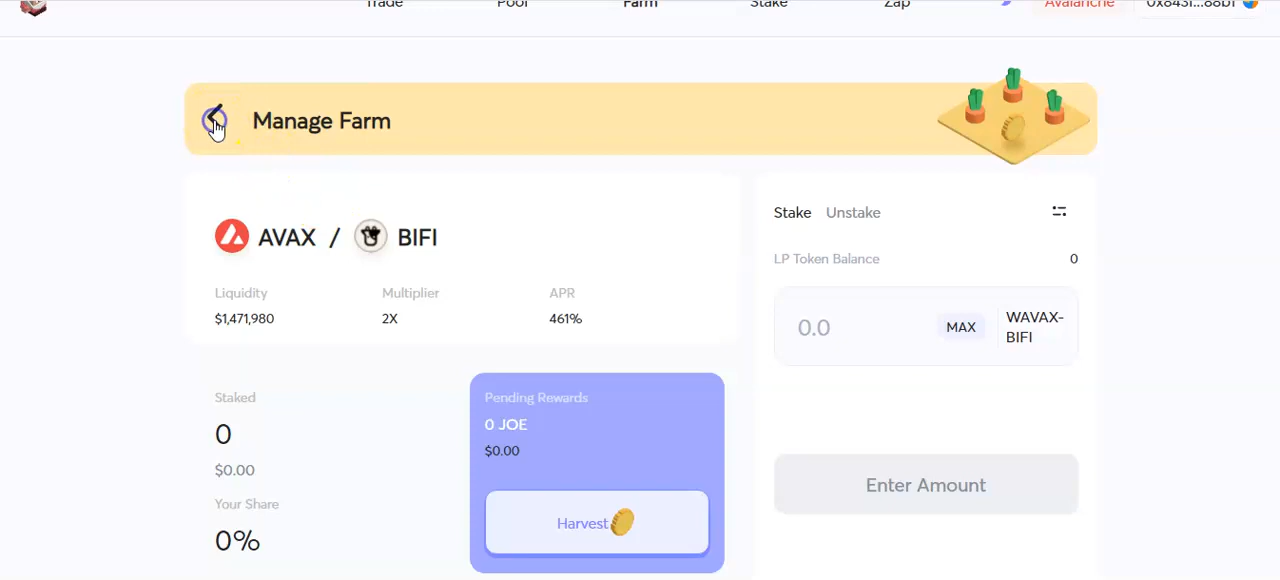 Trade Pool Farm Stake Zap Avalanche 0x843f...88bf
Manage Farm
AVAX / BIFI
Liquidity Multiplier APR
$1,471,980 2X 461%
Staked
0
$0.00
Your Share
0%
Pending Rewards
0 JOE
$0.00
Harvest
Stake Unstake
LP Token Balance 0
0.0 MAX WAVAX-
BIFI
Enter Amount